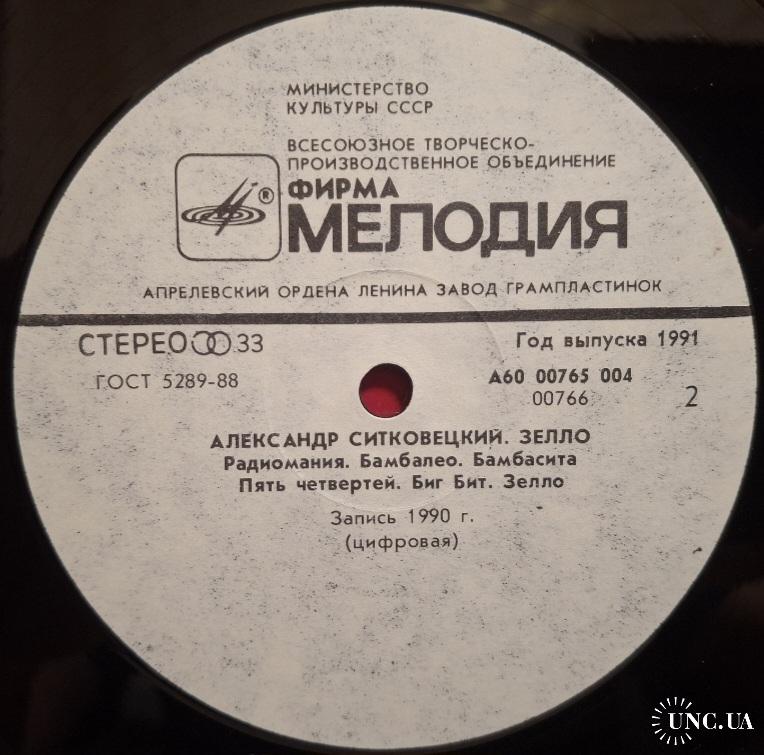 МИНИСТЕРСТВО
КУЛЬТУРЫ СССР
ВСЕСОЮЗНОЕ ТВОРЧЕСКО-
ПРОИЗВОДСТВЕННОЕ ОБЪЕДИНЕНИЕ
®
ФИРМА
МЕЛОДИЯ
АПРЕЛЕВСКИЙ ОРДЕНА ЛЕНИНА ЗАВОД ГРАМПЛАСТИНОК
СТЕРЕО 33
Год выпуска 1991
ГОСТ 5289-88
А60 00765 004
00766
2
АЛЕКСАНДР СИТКОВЕЦКИЙ. ЗЕЛЛО
Радиомания. Бамбалео. Бамбасита
Пять четвертей. Биг Бит. Зелло
Запись 1990 г.
(цифровая)
UNC.UA